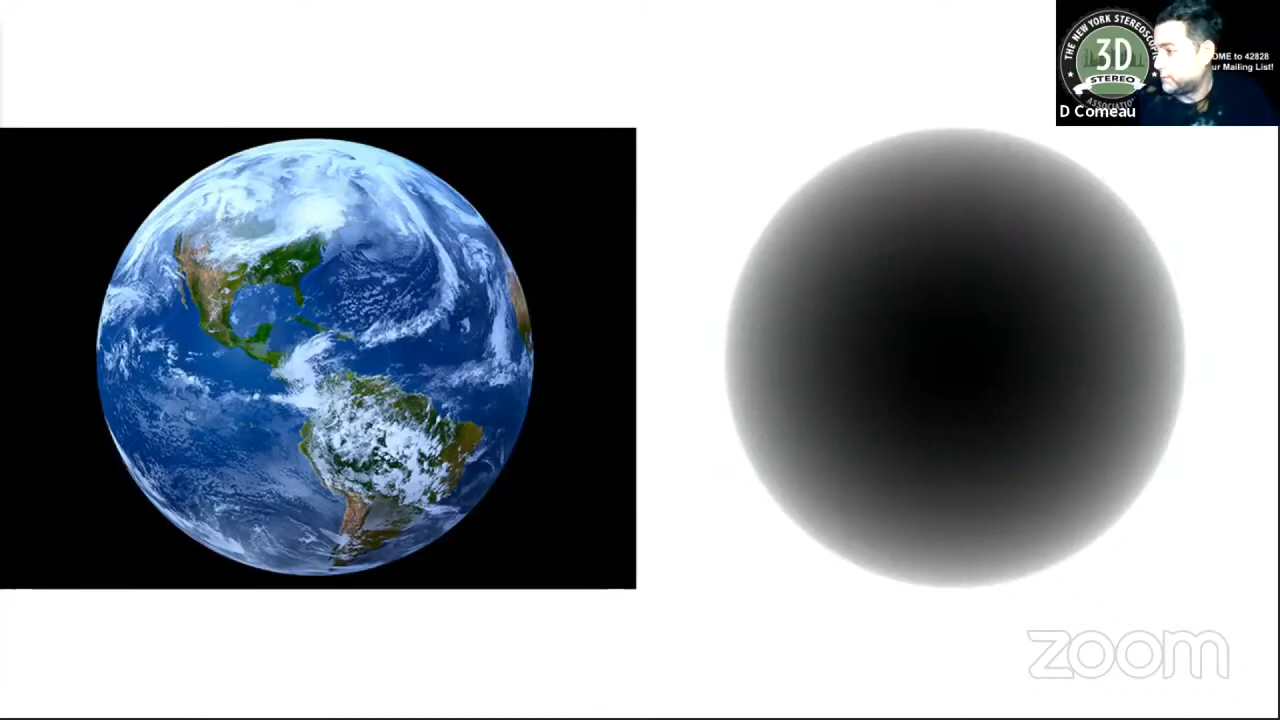 THE NEW YORK STEREOSCOPIC
3D
STEREO
ASSOCIATION
OME to 42828
ur Mailing List!
D Comeau
zoom